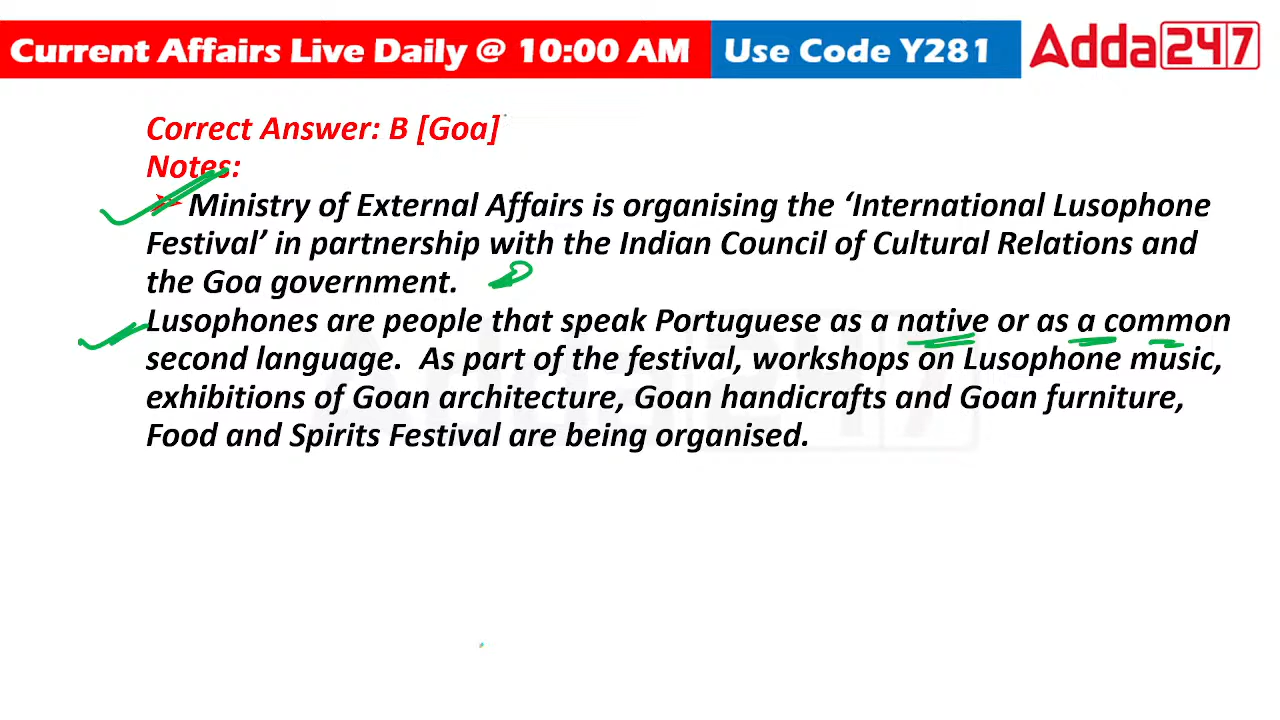 Current Affairs Live Daily @ 10:00 AM Use Code Y281 Adda247
Correct Answer: B [Goa]
Notes:
➢ Ministry of External Affairs is organising the ‘International Lusophone
Festival’ in partnership with the Indian Council of Cultural Relations and
the Goa government.
Lusophones are people that speak Portuguese as a native or as a common
second language.  As part of the festival, workshops on Lusophone music,
exhibitions of Goan architecture, Goan handicrafts and Goan furniture,
Food and Spirits Festival are being organised.